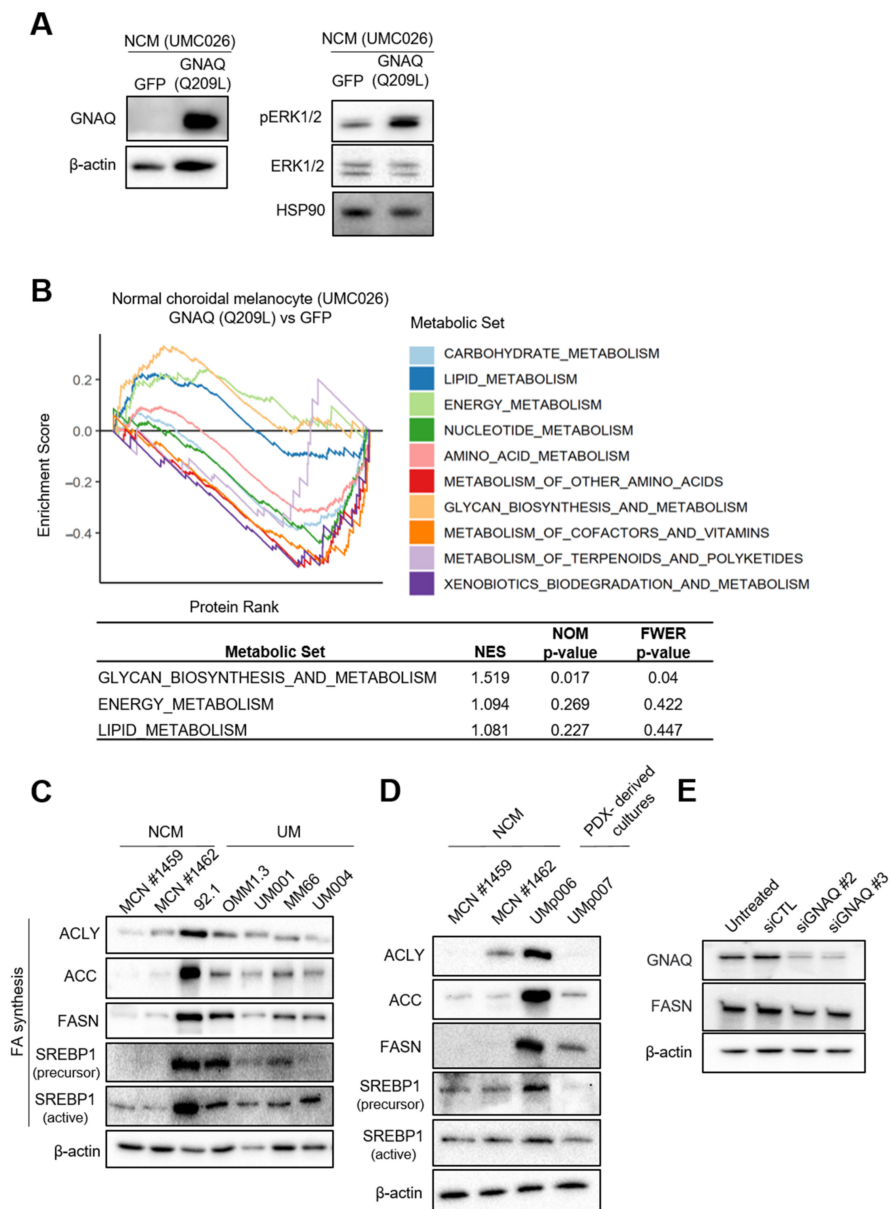 A
NCM (UMC026)
GFP
GNAQ
(Q209L)
GNAQ
β-actin
NCM (UMC026)
GFP
GNAQ
(Q209L)
pERK1/2
ERK1/2
HSP90
B
Normal choroidal melanocyte (UMC026)
GNAQ (Q209L) vs GFP
Enrichment Score
0.2
0.0
−0.2
−0.4
Protein Rank
Metabolic Set
CARBOHYDRATE_METABOLISM
LIPID_METABOLISM
ENERGY_METABOLISM
NUCLEOTIDE_METABOLISM
AMINO_ACID_METABOLISM
METABOLISM_OF_OTHER_AMINO_ACIDS
GLYCAN_BIOSYNTHESIS_AND_METABOLISM
METABOLISM_OF_COFACTORS_AND_VITAMINS
METABOLISM_OF_TERPENOIDS_AND_POLYKETIDES
XENOBIOTICS_BIODEGRADATION_AND_METABOLISM
Metabolic Set NES NOM p-value FWER p-value
GLYCAN_BIOSYNTHESIS_AND_METABOLISM 1.519 0.017 0.04
ENERGY_METABOLISM 1.094 0.269 0.422
LIPID_METABOLISM 1.081 0.227 0.447
C
NCM UM
MCN #1459
MCN #1462
92.1
OMM1.3
UM001
MM66
UM004
FA synthesis
ACLY
ACC
FASN
SREBP1
(precursor)
SREBP1
(active)
β-actin
D
NCM
PDX- derived
cultures
MCN #1459
MCN #1462
UMp006
UMp007
ACLY
ACC
FASN
SREBP1
(precursor)
SREBP1
(active)
β-actin
E
Untreated
siCTL
siGNAQ #2
siGNAQ #3
GNAQ
FASN
β-actin